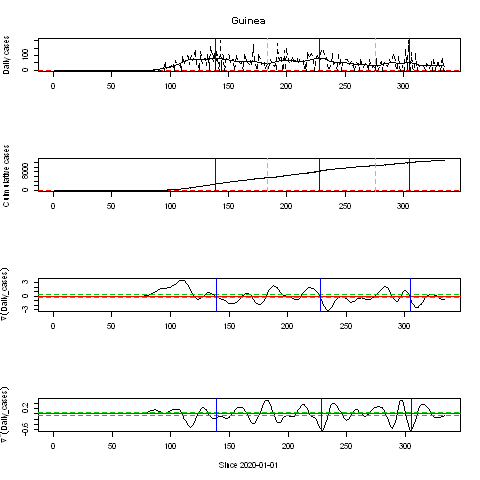 Guinea
Daily cases
0 100
0 50 100 150 200 250 300
Cumulative cases
0 8000
0 50 100 150 200 250 300
∇(Daily_cases)
-3 0 3
0 50 100 150 200 250 300
∇²(Daily_cases)
-0.6 0.2
0 50 100 150 200 250 300
Since 2020-01-01